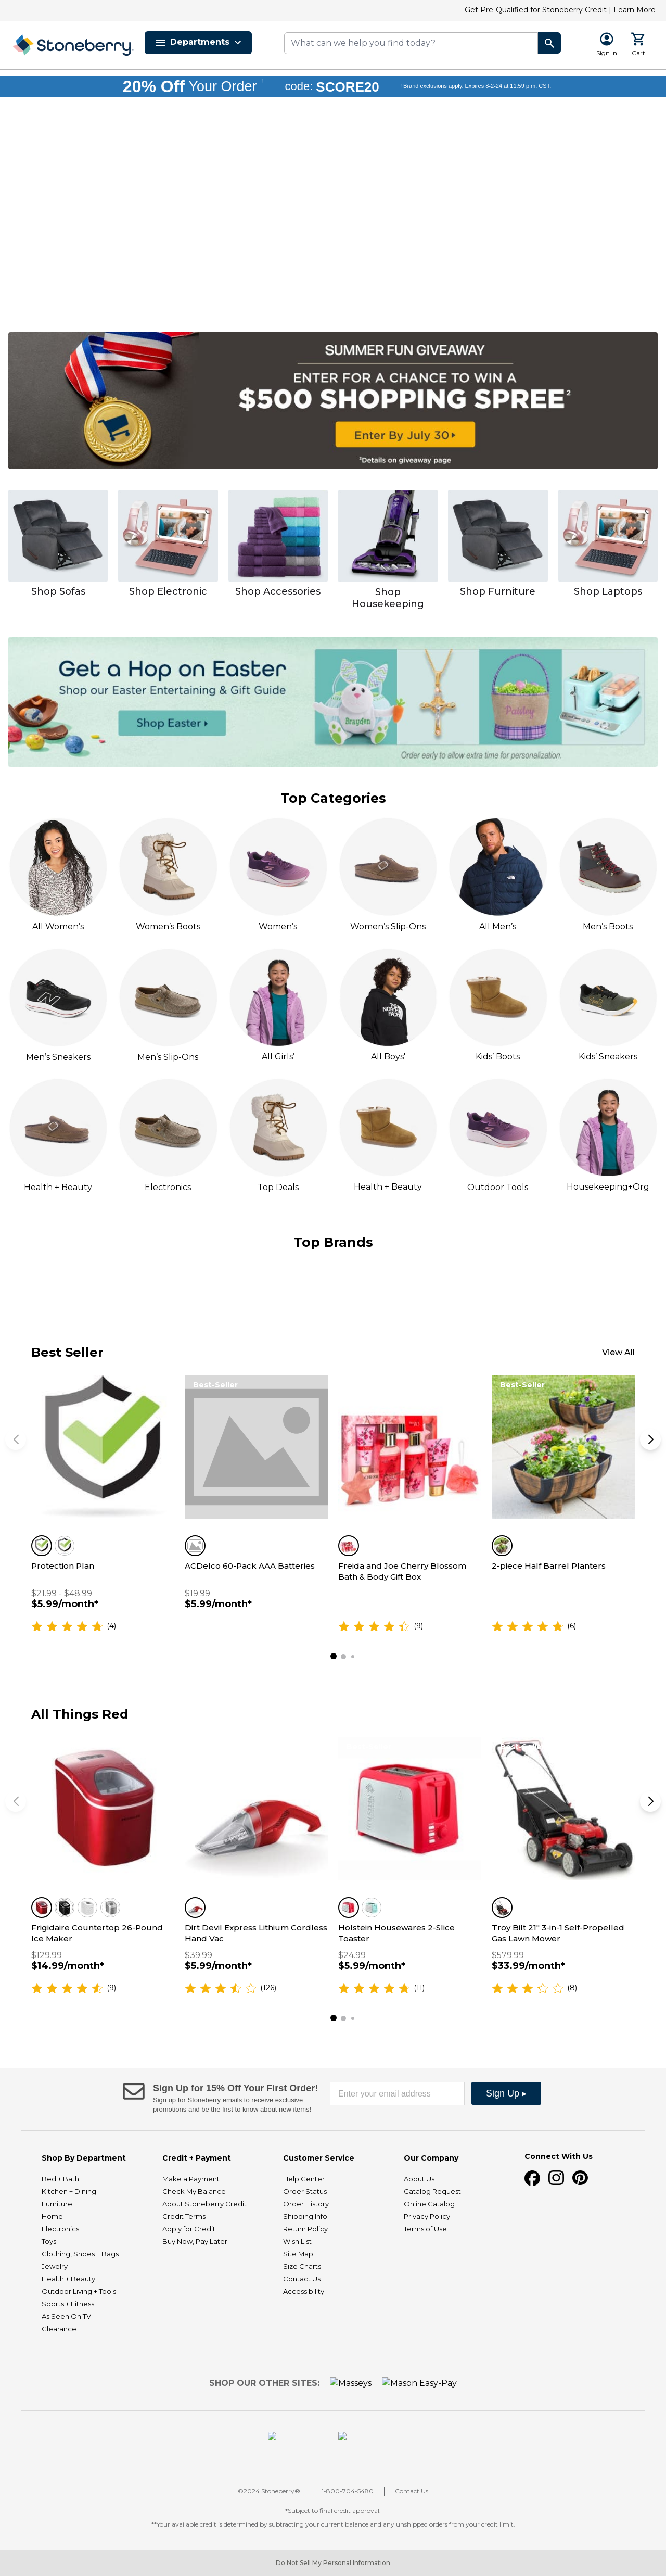 Get Pre-Qualified for Stoneberry Credit | Learn More
Stoneberry
Departments
What can we help you find today?
Sign In
Cart
20% Off Your Order †
code: SCORE20
†Brand exclusions apply. Expires 8-2-24 at 11:59 p.m. CST.
SUMMER FUN GIVEAWAY
ENTER FOR A CHANCE TO WIN A
$500 SHOPPING SPREE²
Enter By July 30
²Details on giveaway page
Shop Sofas
Shop Electronic
Shop Accessories
Shop Housekeeping
Shop Furniture
Shop Laptops
Get a Hop on Easter
Shop our Easter Entertaining & Gift Guide
Shop Easter
Brayden
Paisley
Order early to allow extra time for personalization.
Top Categories
All Women's
Women's Boots
Women's
Women's Slip-Ons
All Men's
Men's Boots
Men's Sneakers
Men's Slip-Ons
All Girls'
All Boys'
Kids' Boots
Kids' Sneakers
Health + Beauty
Electronics
Top Deals
Health + Beauty
Outdoor Tools
Housekeeping+Org
Top Brands
Best Seller
View All
Best-Seller
Best-Seller
Protection Plan
$21.99 - $48.99
$5.99/month*
(4)
ACDelco 60-Pack AAA Batteries
$19.99
$5.99/month*
Freida and Joe Cherry Blossom
Bath & Body Gift Box
(9)
2-piece Half Barrel Planters
(6)
All Things Red
Frigidaire Countertop 26-Pound
Ice Maker
$129.99
$14.99/month*
(9)
Dirt Devil Express Lithium Cordless
Hand Vac
$39.99
$5.99/month*
(126)
Holstein Housewares 2-Slice
Toaster
$24.99
$5.99/month*
(11)
Troy Bilt 21" 3-in-1 Self-Propelled
Gas Lawn Mower
$579.99
$33.99/month*
(8)
Sign Up for 15% Off Your First Order!
Sign up for Stoneberry emails to receive exclusive
promotions and be the first to know about new items!
Enter your email address
Sign Up ▸
Shop By Department
Bed + Bath
Kitchen + Dining
Furniture
Home
Electronics
Toys
Clothing, Shoes + Bags
Jewelry
Health + Beauty
Outdoor Living + Tools
Sports + Fitness
As Seen On TV
Clearance
Credit + Payment
Make a Payment
Check My Balance
About Stoneberry Credit
Credit Terms
Apply for Credit
Buy Now, Pay Later
Customer Service
Help Center
Order Status
Order History
Shipping Info
Return Policy
Wish List
Site Map
Size Charts
Contact Us
Accessibility
Our Company
About Us
Catalog Request
Online Catalog
Privacy Policy
Terms of Use
Connect With Us
SHOP OUR OTHER SITES:
Masseys
Mason Easy-Pay
©2024 Stoneberry®
1-800-704-5480
Contact Us
*Subject to final credit approval.
**Your available credit is determined by subtracting your current balance and any unshipped orders from your credit limit.
Do Not Sell My Personal Information